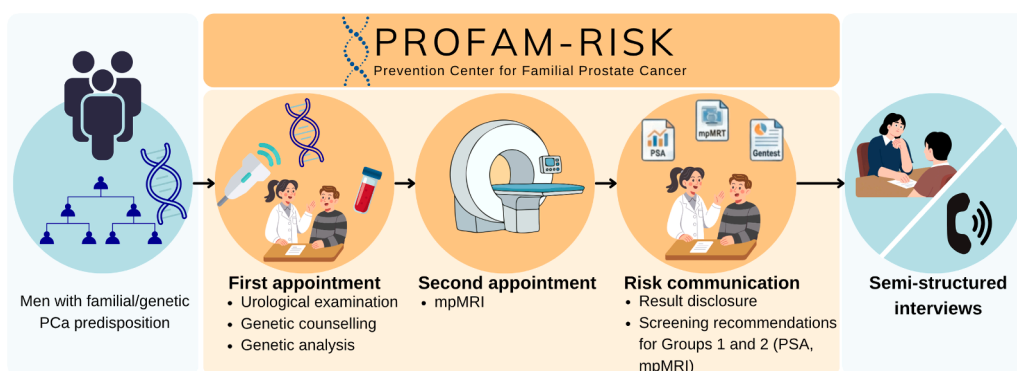 PROFAM-RISK
Prevention Center for Familial Prostate Cancer
Men with familial/genetic
PCa predisposition
First appointment
• Urological examination
• Genetic counselling
• Genetic analysis
Second appointment
• mpMRI
PSA
mpMRT
Gentest
Risk communication
• Result disclosure
• Screening recommendations
for Groups 1 and 2 (PSA,
mpMRI)
Semi-structured
interviews